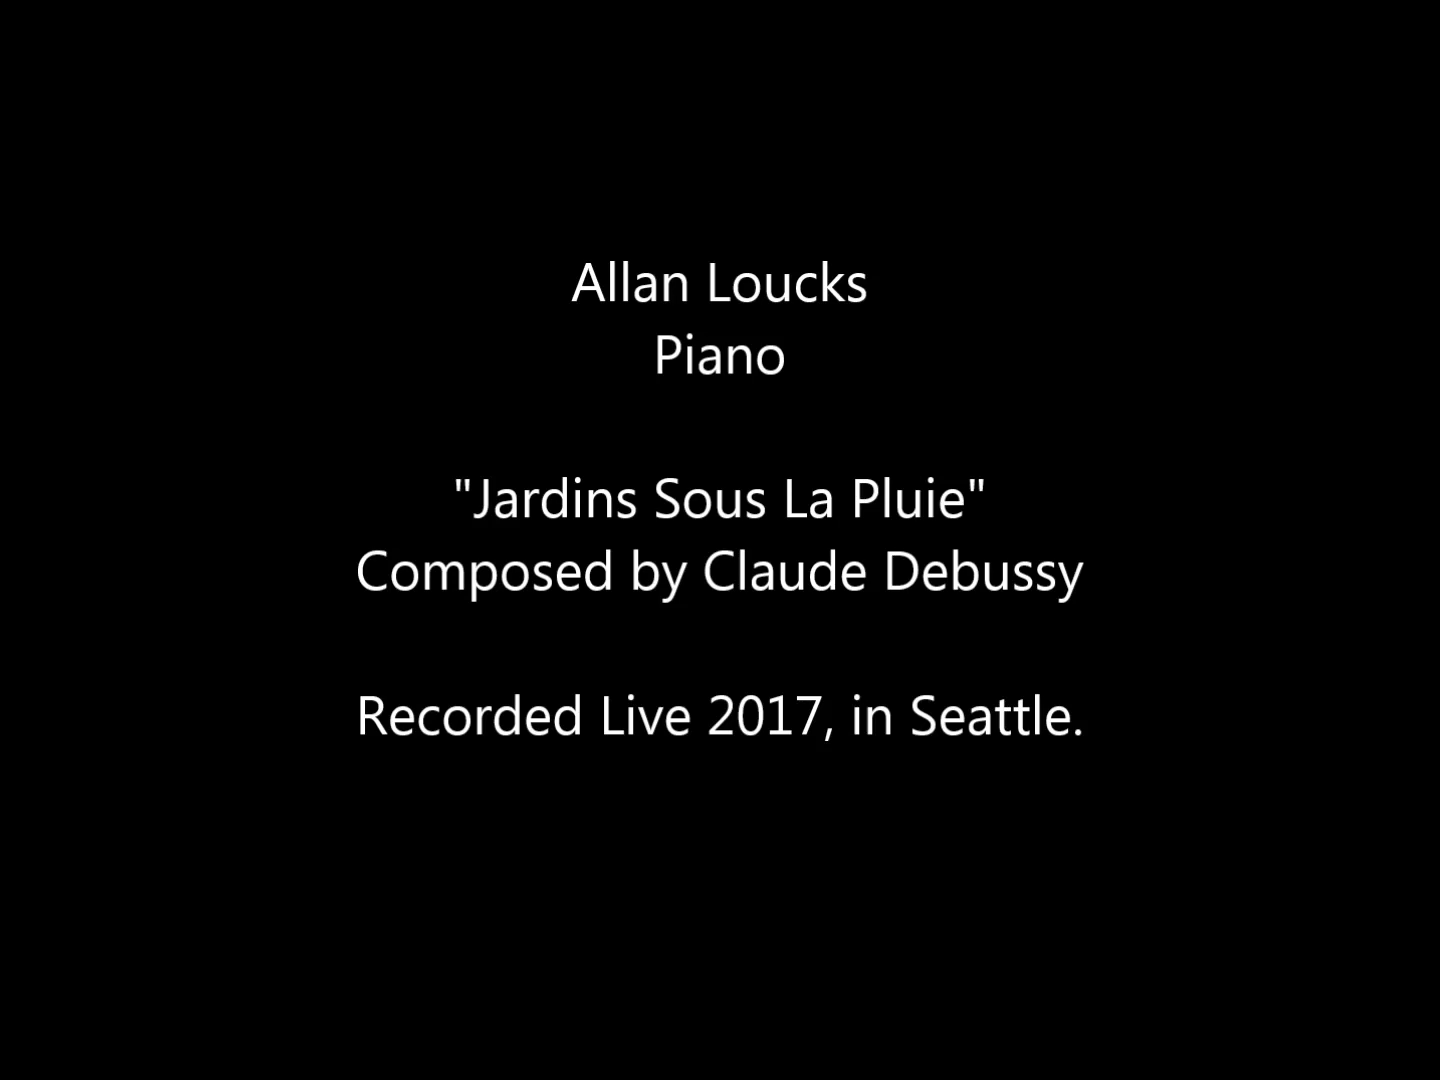 Allan Loucks
Piano
"Jardins Sous La Pluie"
Composed by Claude Debussy
Recorded Live 2017, in Seattle.